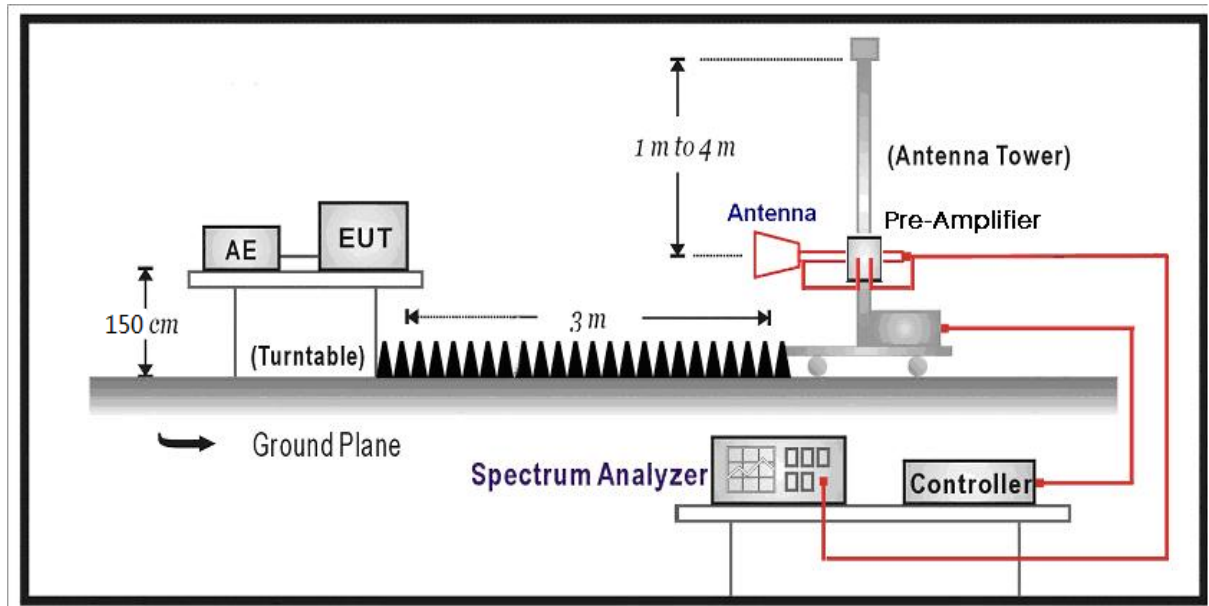 1 m to 4 m
(Antenna Tower)
Antenna
Pre-Amplifier
AE
EUT
150 cm
3 m
(Turntable)
Ground Plane
Spectrum Analyzer
Controller